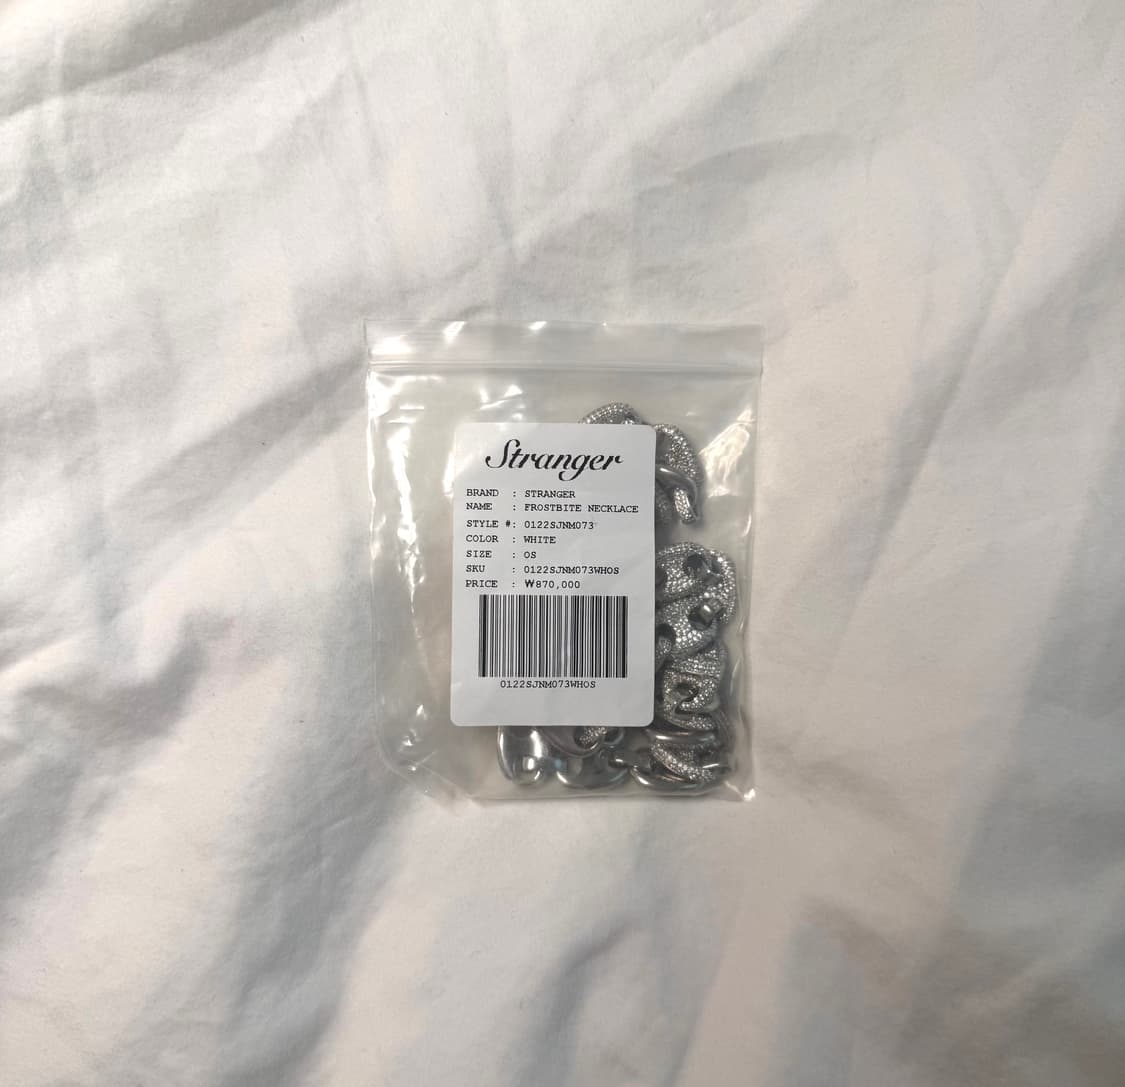 Stranger
BRAND : STRANGER
NAME : FROSTBITE NECKLACE
STYLE #: 0122SJNM073
COLOR : WHITE
SIZE : OS
SKU : 0122SJNM073WHOS
PRICE : ₩870,000
0122SJNM073WHOS